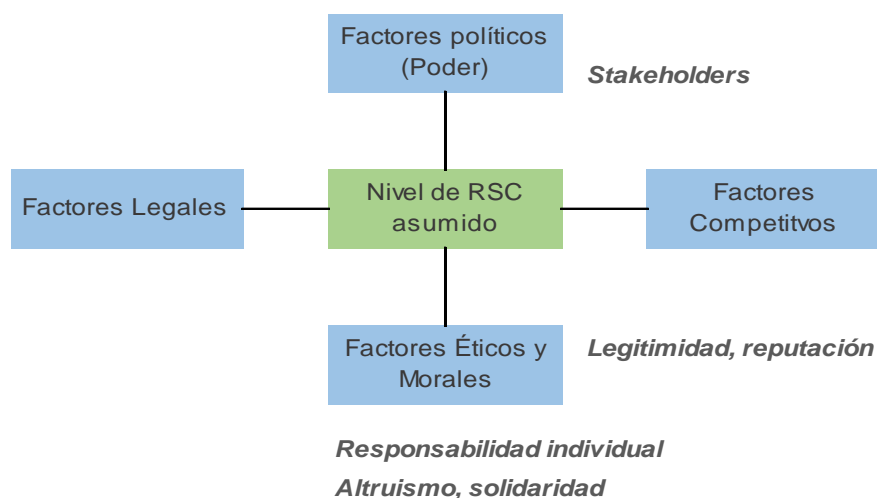 Factores políticos
(Poder)
Stakeholders
Factores Legales
Nivel de RSC
asumido
Factores
Competitvos
Factores Éticos y
Morales
Legitimidad, reputación
Responsabilidad individual
Altruismo, solidaridad